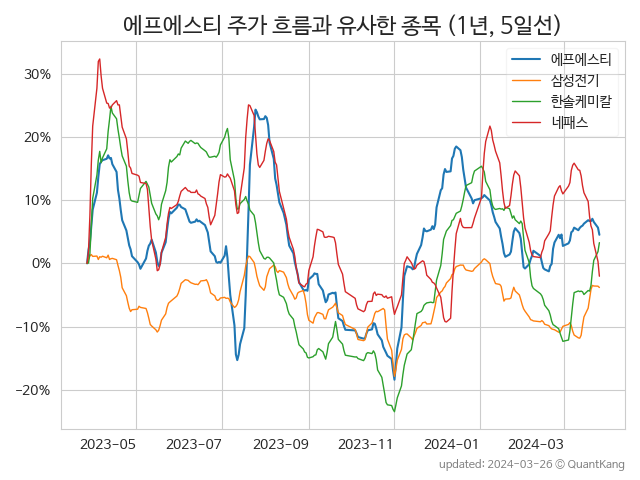 에프에스티 주가 흐름과 유사한 종목 (1년, 5일선)
에프에스티
삼성전기
한솔케미칼
네패스
30%
20%
10%
0%
−10%
−20%
2023-05 2023-07 2023-09 2023-11 2024-01 2024-03
updated: 2024-03-26 © QuantKang